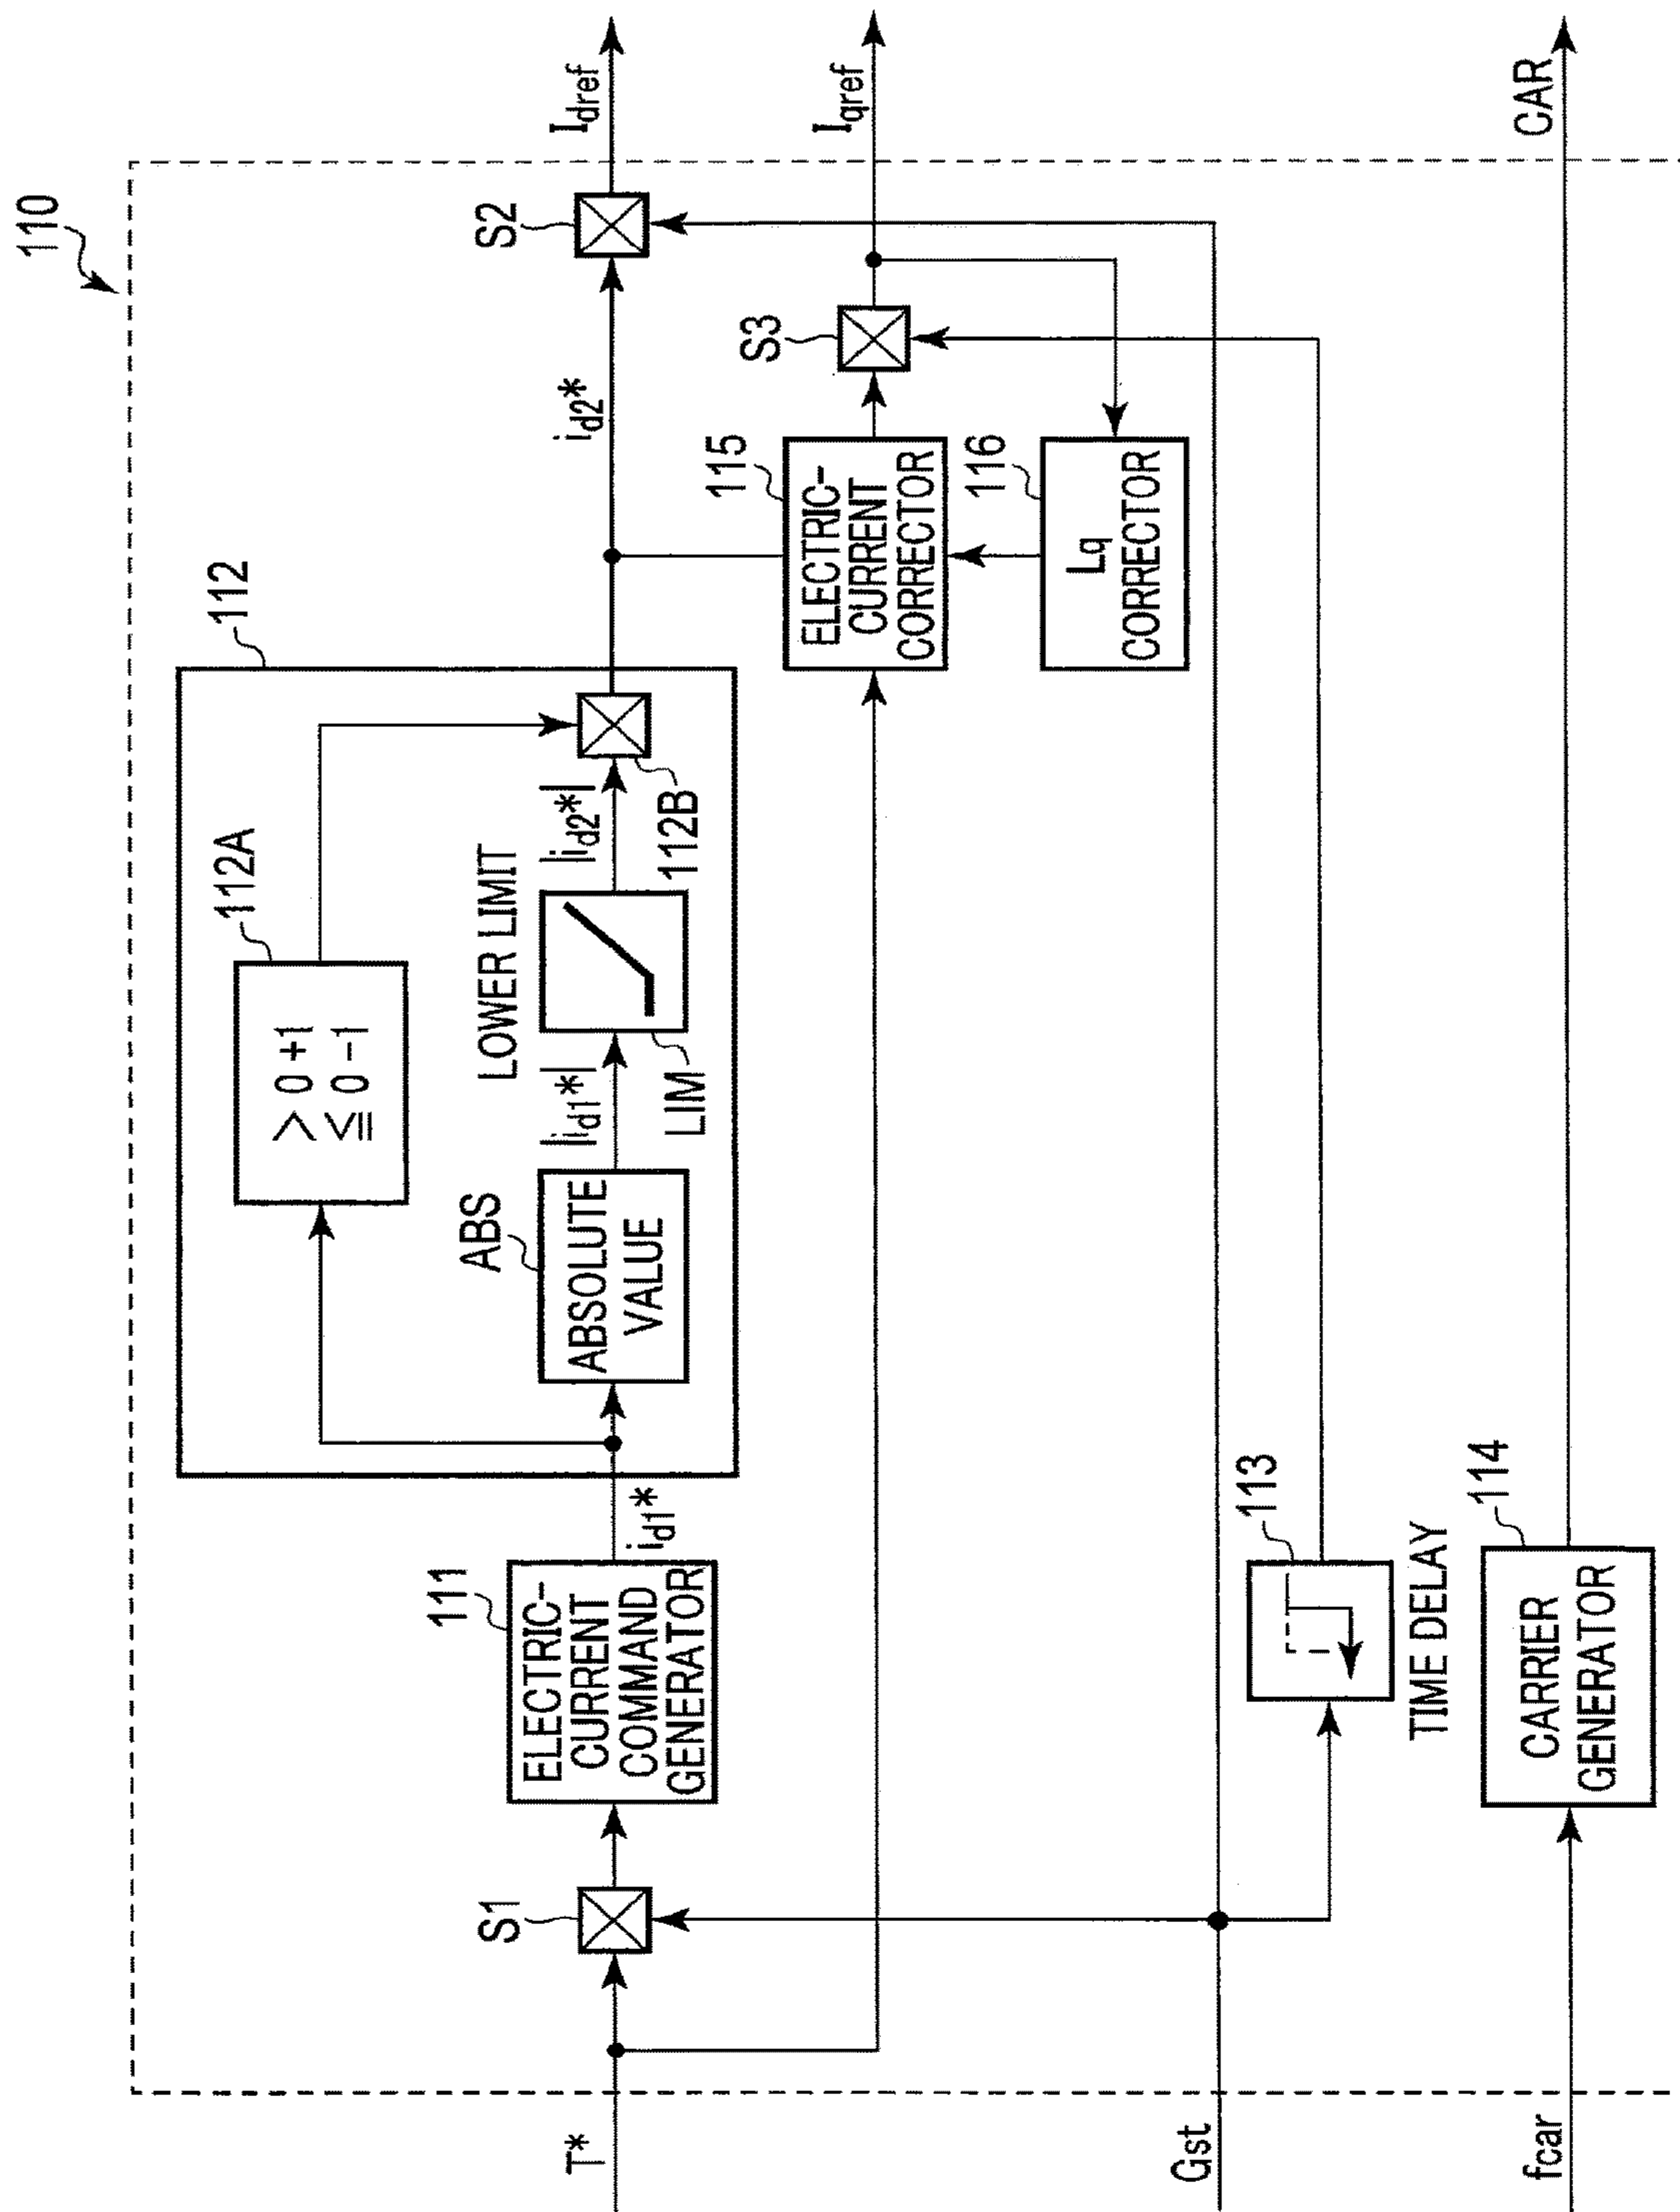 110
112
112A
> 0 +1
≦ 0 −1
LOWER LIMIT
ABS
ABSOLUTE
VALUE
|id1*|
LIM
|id2*|
112B
id2*
S2
Idref
T*
S1
111
ELECTRIC-
CURRENT
COMMAND
GENERATOR
id1*
115
ELECTRIC-
CURRENT
CORRECTOR
S3
Iqref
116
Lq
CORRECTOR
Gst
113
TIME DELAY
fcar
114
CARRIER
GENERATOR
CAR